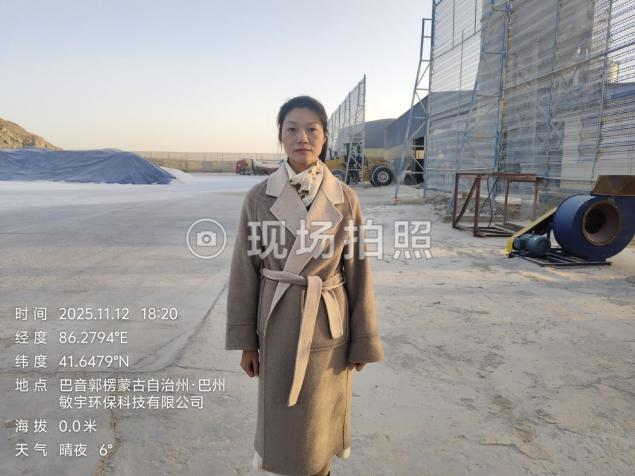 现场拍照
时间 2025.11.12 18:20
经度 86.2794°E
纬度 41.6479°N
地点 巴音郭楞蒙古自治州·巴州
敏宇环保科技有限公司
海拔 0.0米
天气 晴夜 6°